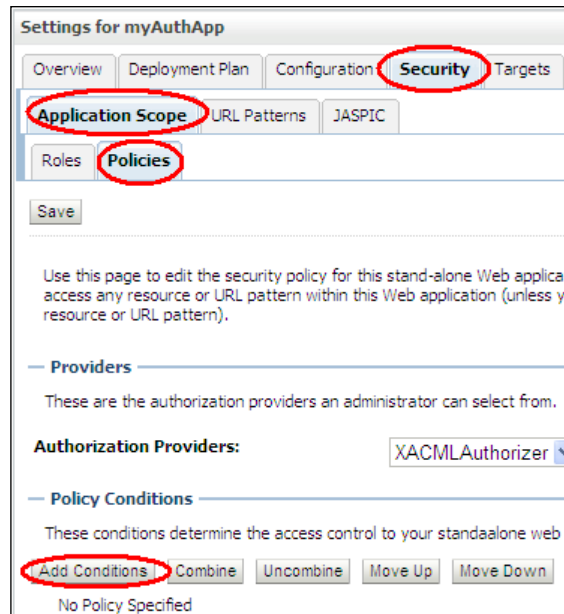 Settings for myAuthApp
Overview Deployment Plan Configuration Security Targets
Application Scope URL Patterns JASPIC
Roles Policies
Save
Use this page to edit the security policy for this stand-alone Web
access any resource or URL pattern within this Web application (unless
resource or URL pattern).
Providers
These are the authorization providers an administrator can select from.
Authorization Providers: XACMLAuthorizer
Policy Conditions
These conditions determine the access control to your standaalone web
Add Conditions Combine Uncombine Move Up Move Down
No Policy Specified